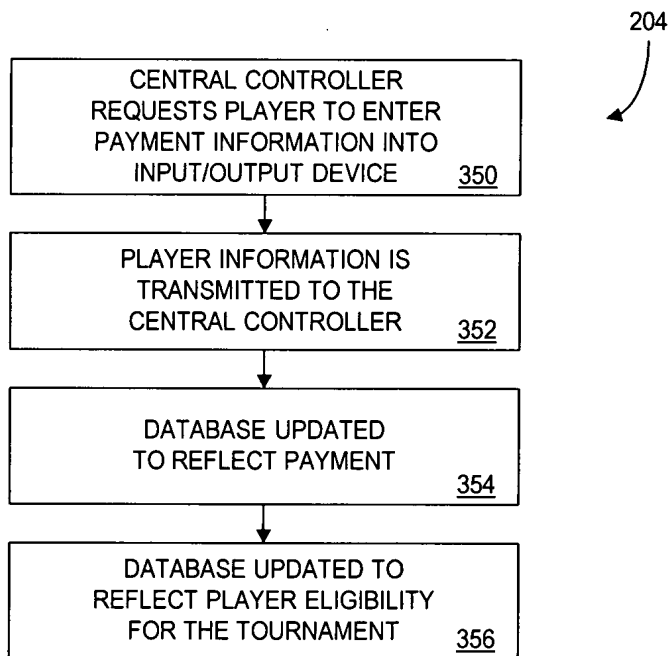 204
CENTRAL CONTROLLER
REQUESTS PLAYER TO ENTER
PAYMENT INFORMATION INTO
INPUT/OUTPUT DEVICE 350
PLAYER INFORMATION IS
TRANSMITTED TO THE
CENTRAL CONTROLLER 352
DATABASE UPDATED
TO REFLECT PAYMENT 354
DATABASE UPDATED TO
REFLECT PLAYER ELIGIBILITY
FOR THE TOURNAMENT 356